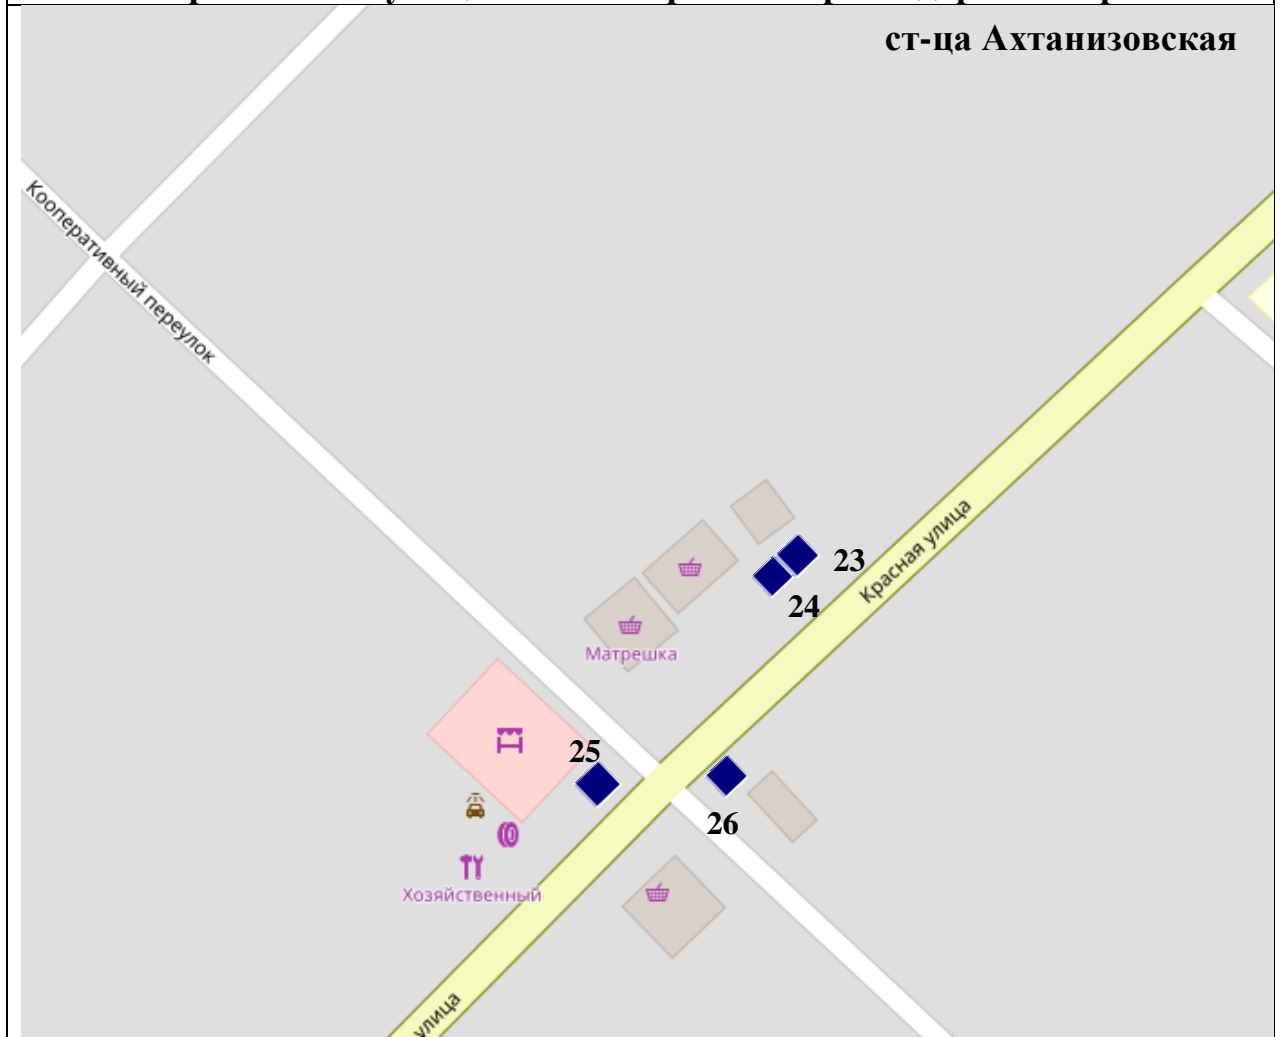 ст-ца Ахтанизовская
Кооперативный переулок
Красная улица
23
24
Матрешка
25
26
Хозяйственный
улица